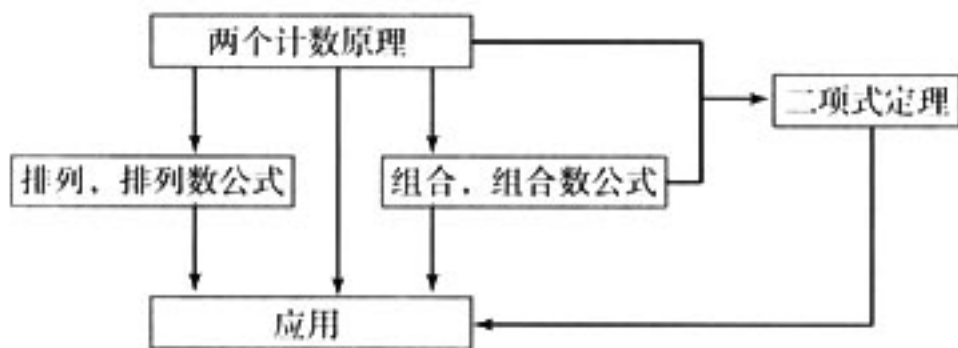 两个计数原理
二项式定理
排列、排列数公式
组合、组合数公式
应用